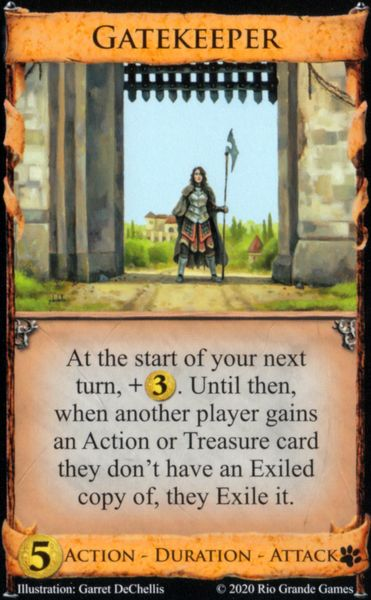 GATEKEEPER
At the start of your next
turn, +3. Until then,
when another player gains
an Action or Treasure card
they don't have an Exiled
copy of, they Exile it.
5 ACTION - DURATION - ATTACK
Illustration: Garret DeChellis © 2020 Rio Grande Games